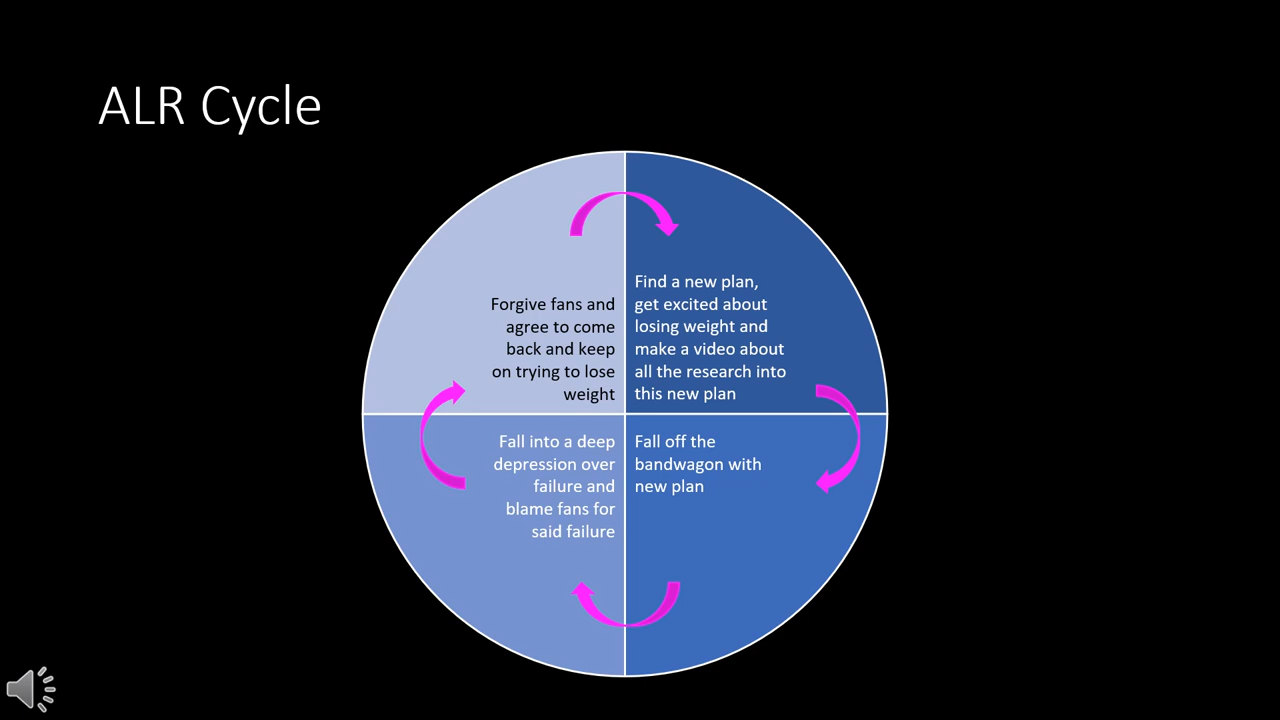 ALR Cycle
Forgive fans and
agree to come
back and keep
on trying to lose
weight
Find a new plan,
get excited about
losing weight and
make a video about
all the research into
this new plan
Fall into a deep
depression over
failure and
blame fans for
said failure
Fall off the
bandwagon with
new plan